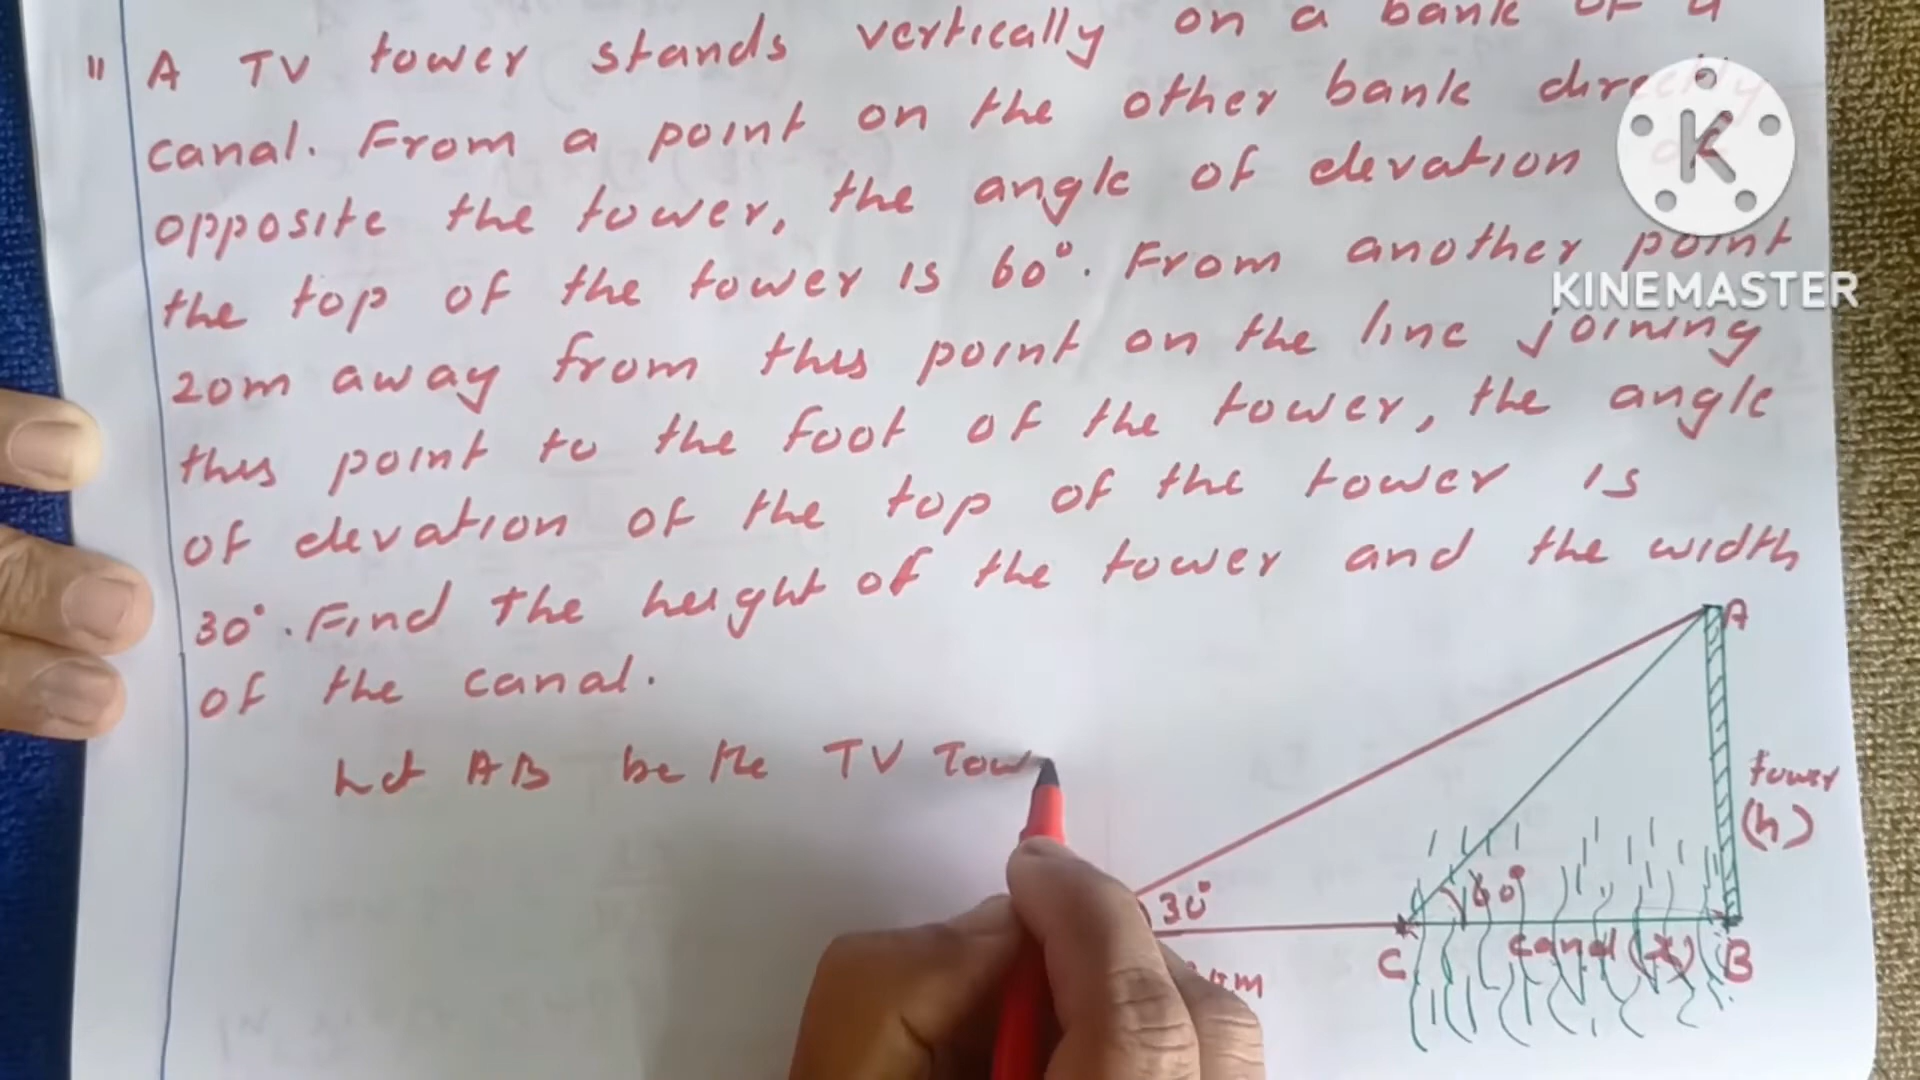 11 A TV tower stands vertically on a bank of a
canal. From a point on the other bank directly
opposite the tower, the angle of elevation of
the top of the tower is 60°. From another point
20m away from this point on the line joining
this point to the foot of the tower, the angle
of elevation of the top of the tower is
30°. Find the height of the tower and the width
of the canal.
Let AB be the TV Tow
A
tower
(h)
60°
30°
C
canal (x)
B
m
K
KINEMASTER